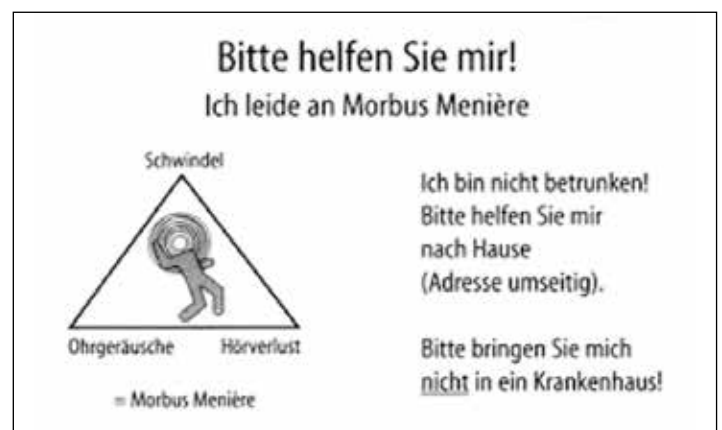 Bitte helfen Sie mir!
Ich leide an Morbus Menière
Schwindel
Ohrgeräusche
Hörverlust
= Morbus Menière
Ich bin nicht betrunken!
Bitte helfen Sie mir
nach Hause
(Adresse umseitig).
Bitte bringen Sie mich
nicht in ein Krankenhaus!